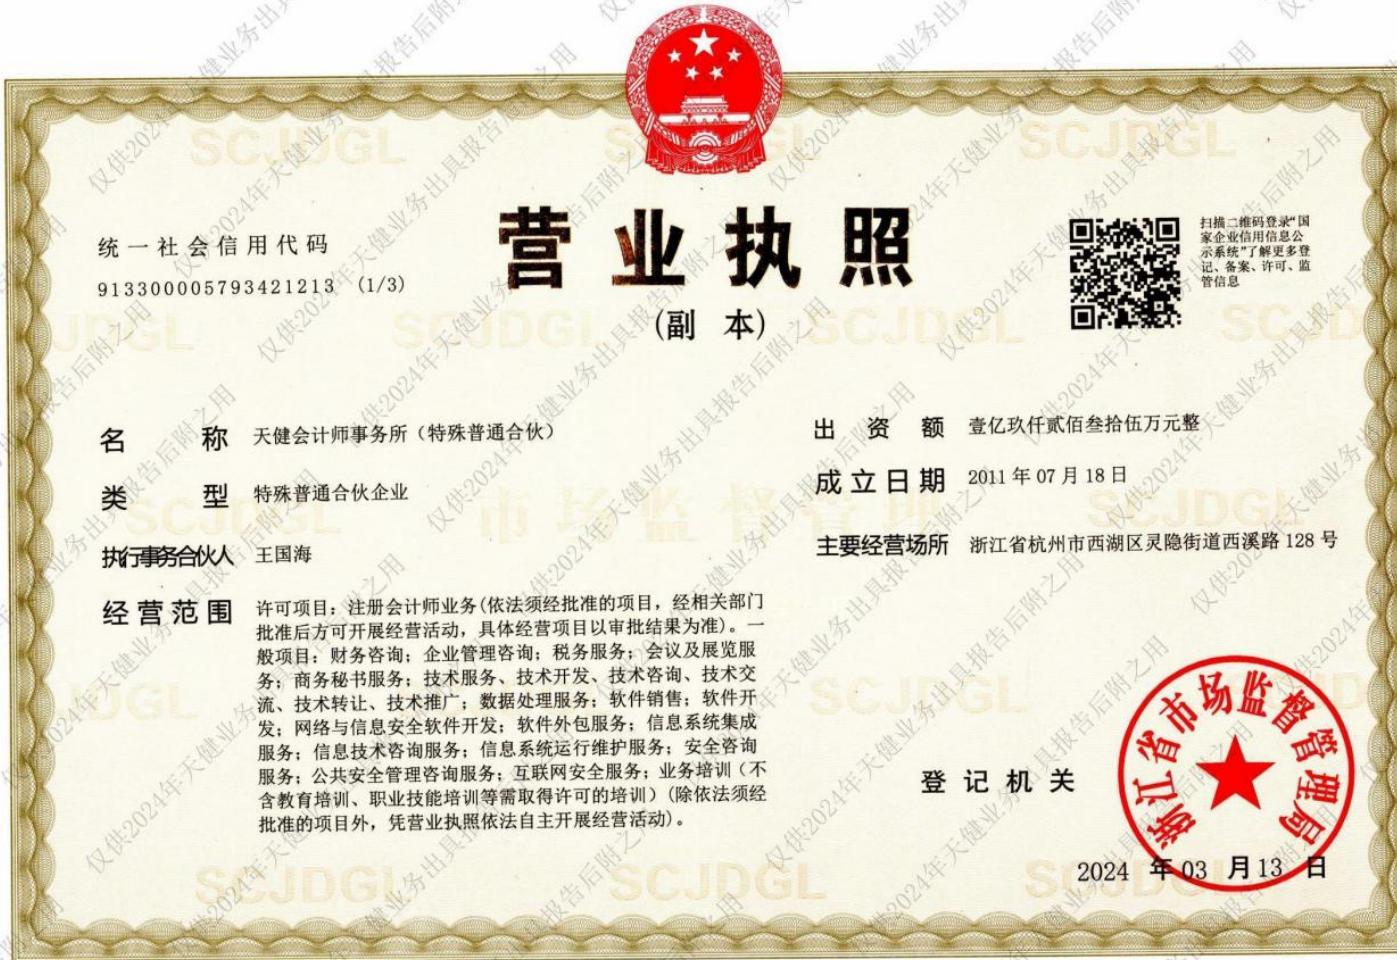 营业执照
(副 本)
统一社会信用代码
913300005793421213 (1/3)
扫描二维码登录“国
家企业信用信息公
示系统”了解更多登
记、备案、许可、监
管信息
名 称 天健会计师事务所（特殊普通合伙）
类 型 特殊普通合伙企业
执行事务合伙人 王国海
经营范围 许可项目：注册会计师业务(依法须经批准的项目，经相关部门
批准后方可开展经营活动，具体经营项目以审批结果为准)。一
般项目：财务咨询；企业管理咨询；税务服务；会议及展览服
务；商务秘书服务；技术服务、技术开发、技术咨询、技术交
流、技术转让、技术推广；数据处理服务；软件销售；软件开
发；网络与信息安全软件开发；软件外包服务；信息系统集成
服务；信息技术咨询服务；信息系统运行维护服务；安全咨询
服务；公共安全管理咨询服务；互联网安全服务；业务培训（不
含教育培训、职业技能培训等需取得许可的培训）(除依法须经
批准的项目外，凭营业执照依法自主开展经营活动)。
出 资 额 壹亿玖仟贰佰叁拾伍万元整
成立日期 2011 年 07 月 18 日
主要经营场所 浙江省杭州市西湖区灵隐街道西溪路 128 号
登记机关
浙江省市场监督管理局
2024 年 03 月 13 日
SCJDGL
市场监督管理
仅供2024年天健业务出具报告后附之用